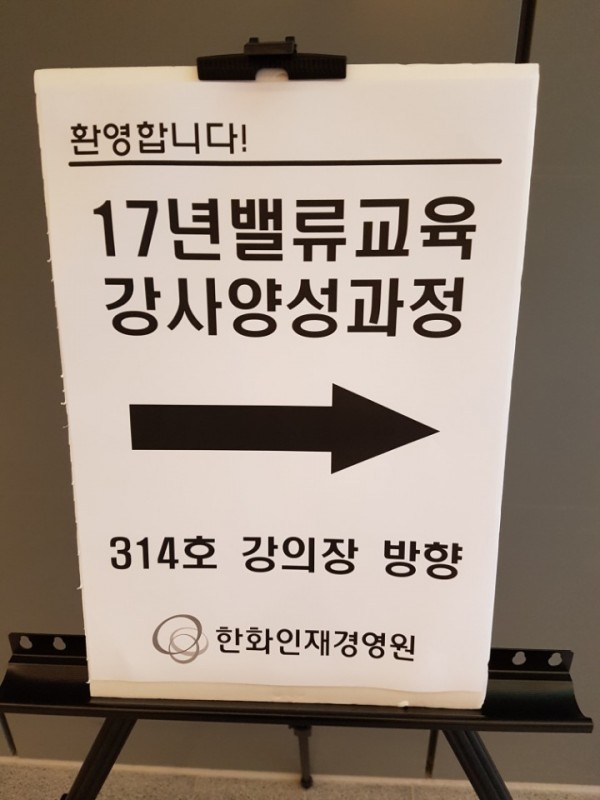 환영합니다!
17년밸류교육
강사양성과정
314호 강의장 방향
한화인재경영원